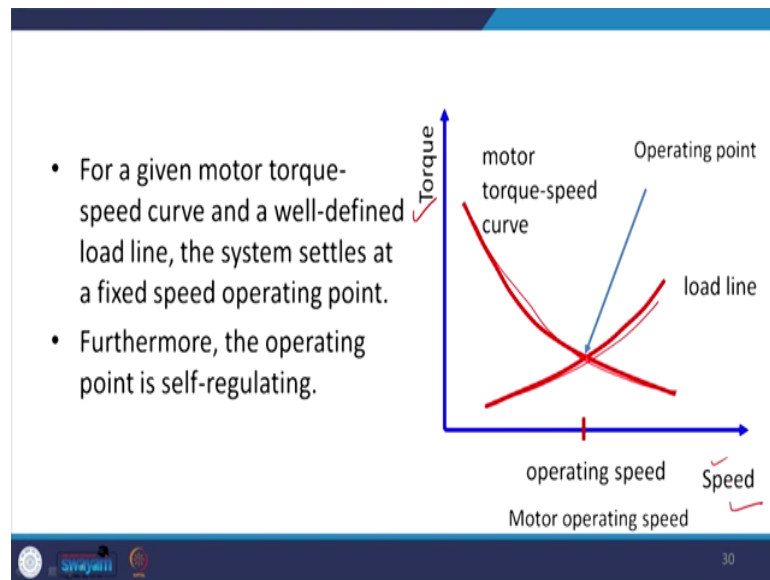 • For a given motor torque-
speed curve and a well-defined
load line, the system settles at
a fixed speed operating point.
• Furthermore, the operating
point is self-regulating.
Torque
motor
torque-speed
curve
Operating point
load line
operating speed
Speed
Motor operating speed
swayam
30